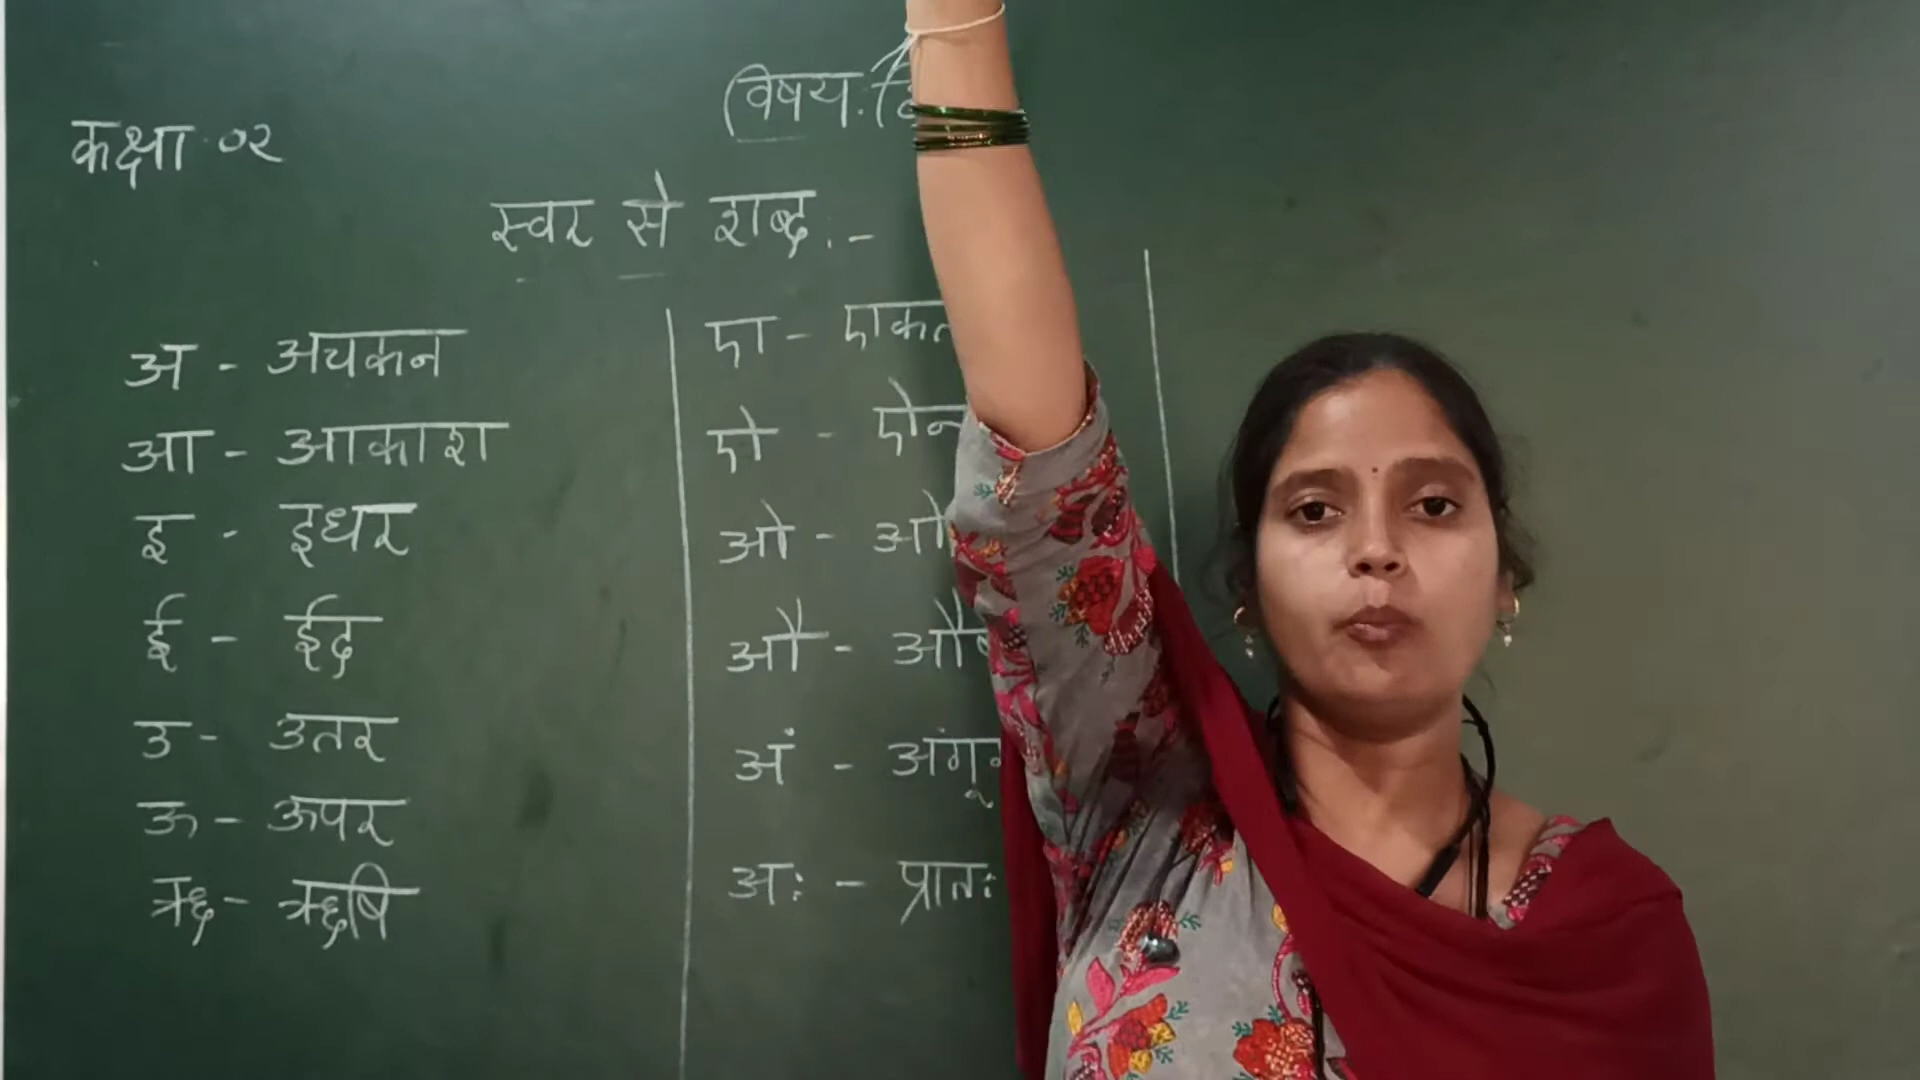 (विषय:
कक्षा ०२
स्वर से शब्द :-
अ - अचकन
आ - आकाश
इ - इधर
ई - ईद
उ - उतर
ऊ - ऊपर
ऋ - ऋषि
ए -
ऐ -
ओ -
औ -
अं -
अः - प्रातः